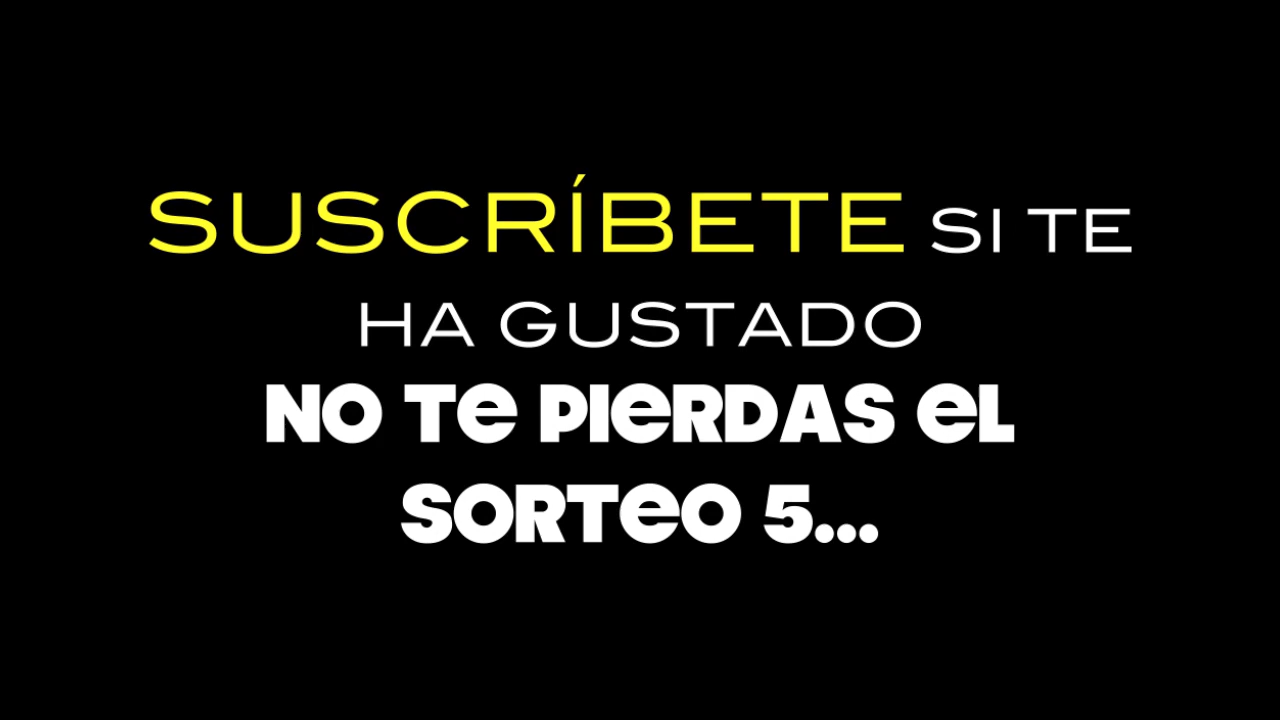 SUSCRÍBETE SI TE
HA GUSTADO
NO TE PIERDAS EL
SORTEO 5...